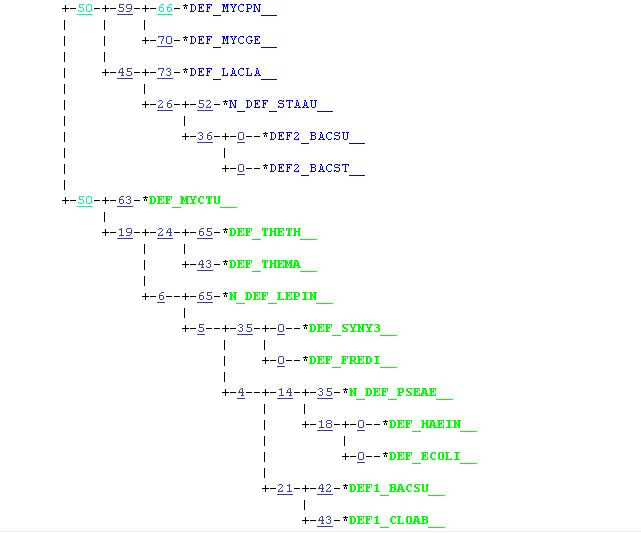 +-50-+-59-+-66-*DEF_MYCPN__
|    |    |
|    |    +-70-*DEF_MYCGE__
|    |
|    +-45-+-73-*DEF_LACLA__
|         |
|         +-26-+-52-*N_DEF_STAAU__
|              |
|              +-36-+-0--*DEF2_BACSU__
|                   |
|                   +-0--*DEF2_BACST__
|
+-50-+-63-*DEF_MYCTU__
     |
     +-19-+-24-+-65-*DEF_THETH__
          |    |
          |    +-43-*DEF_THEMA__
          |
          +-6--+-65-*N_DEF_LEPIN__
               |
               +-5--+-35-+-0--*DEF_SYNY3__
                    |    |
                    |    +-0--*DEF_FREDI__
                    |
                    +-4--+-14-+-35-*N_DEF_PSEAE__
                         |    |
                         |    +-18-+-0--*DEF_HAEIN__
                         |         |
                         |         +-0--*DEF_ECOLI__
                         |
                         +-21-+-42-*DEF1_BACSU__
                              |
                              +-43-*DEF1_CLOAB__